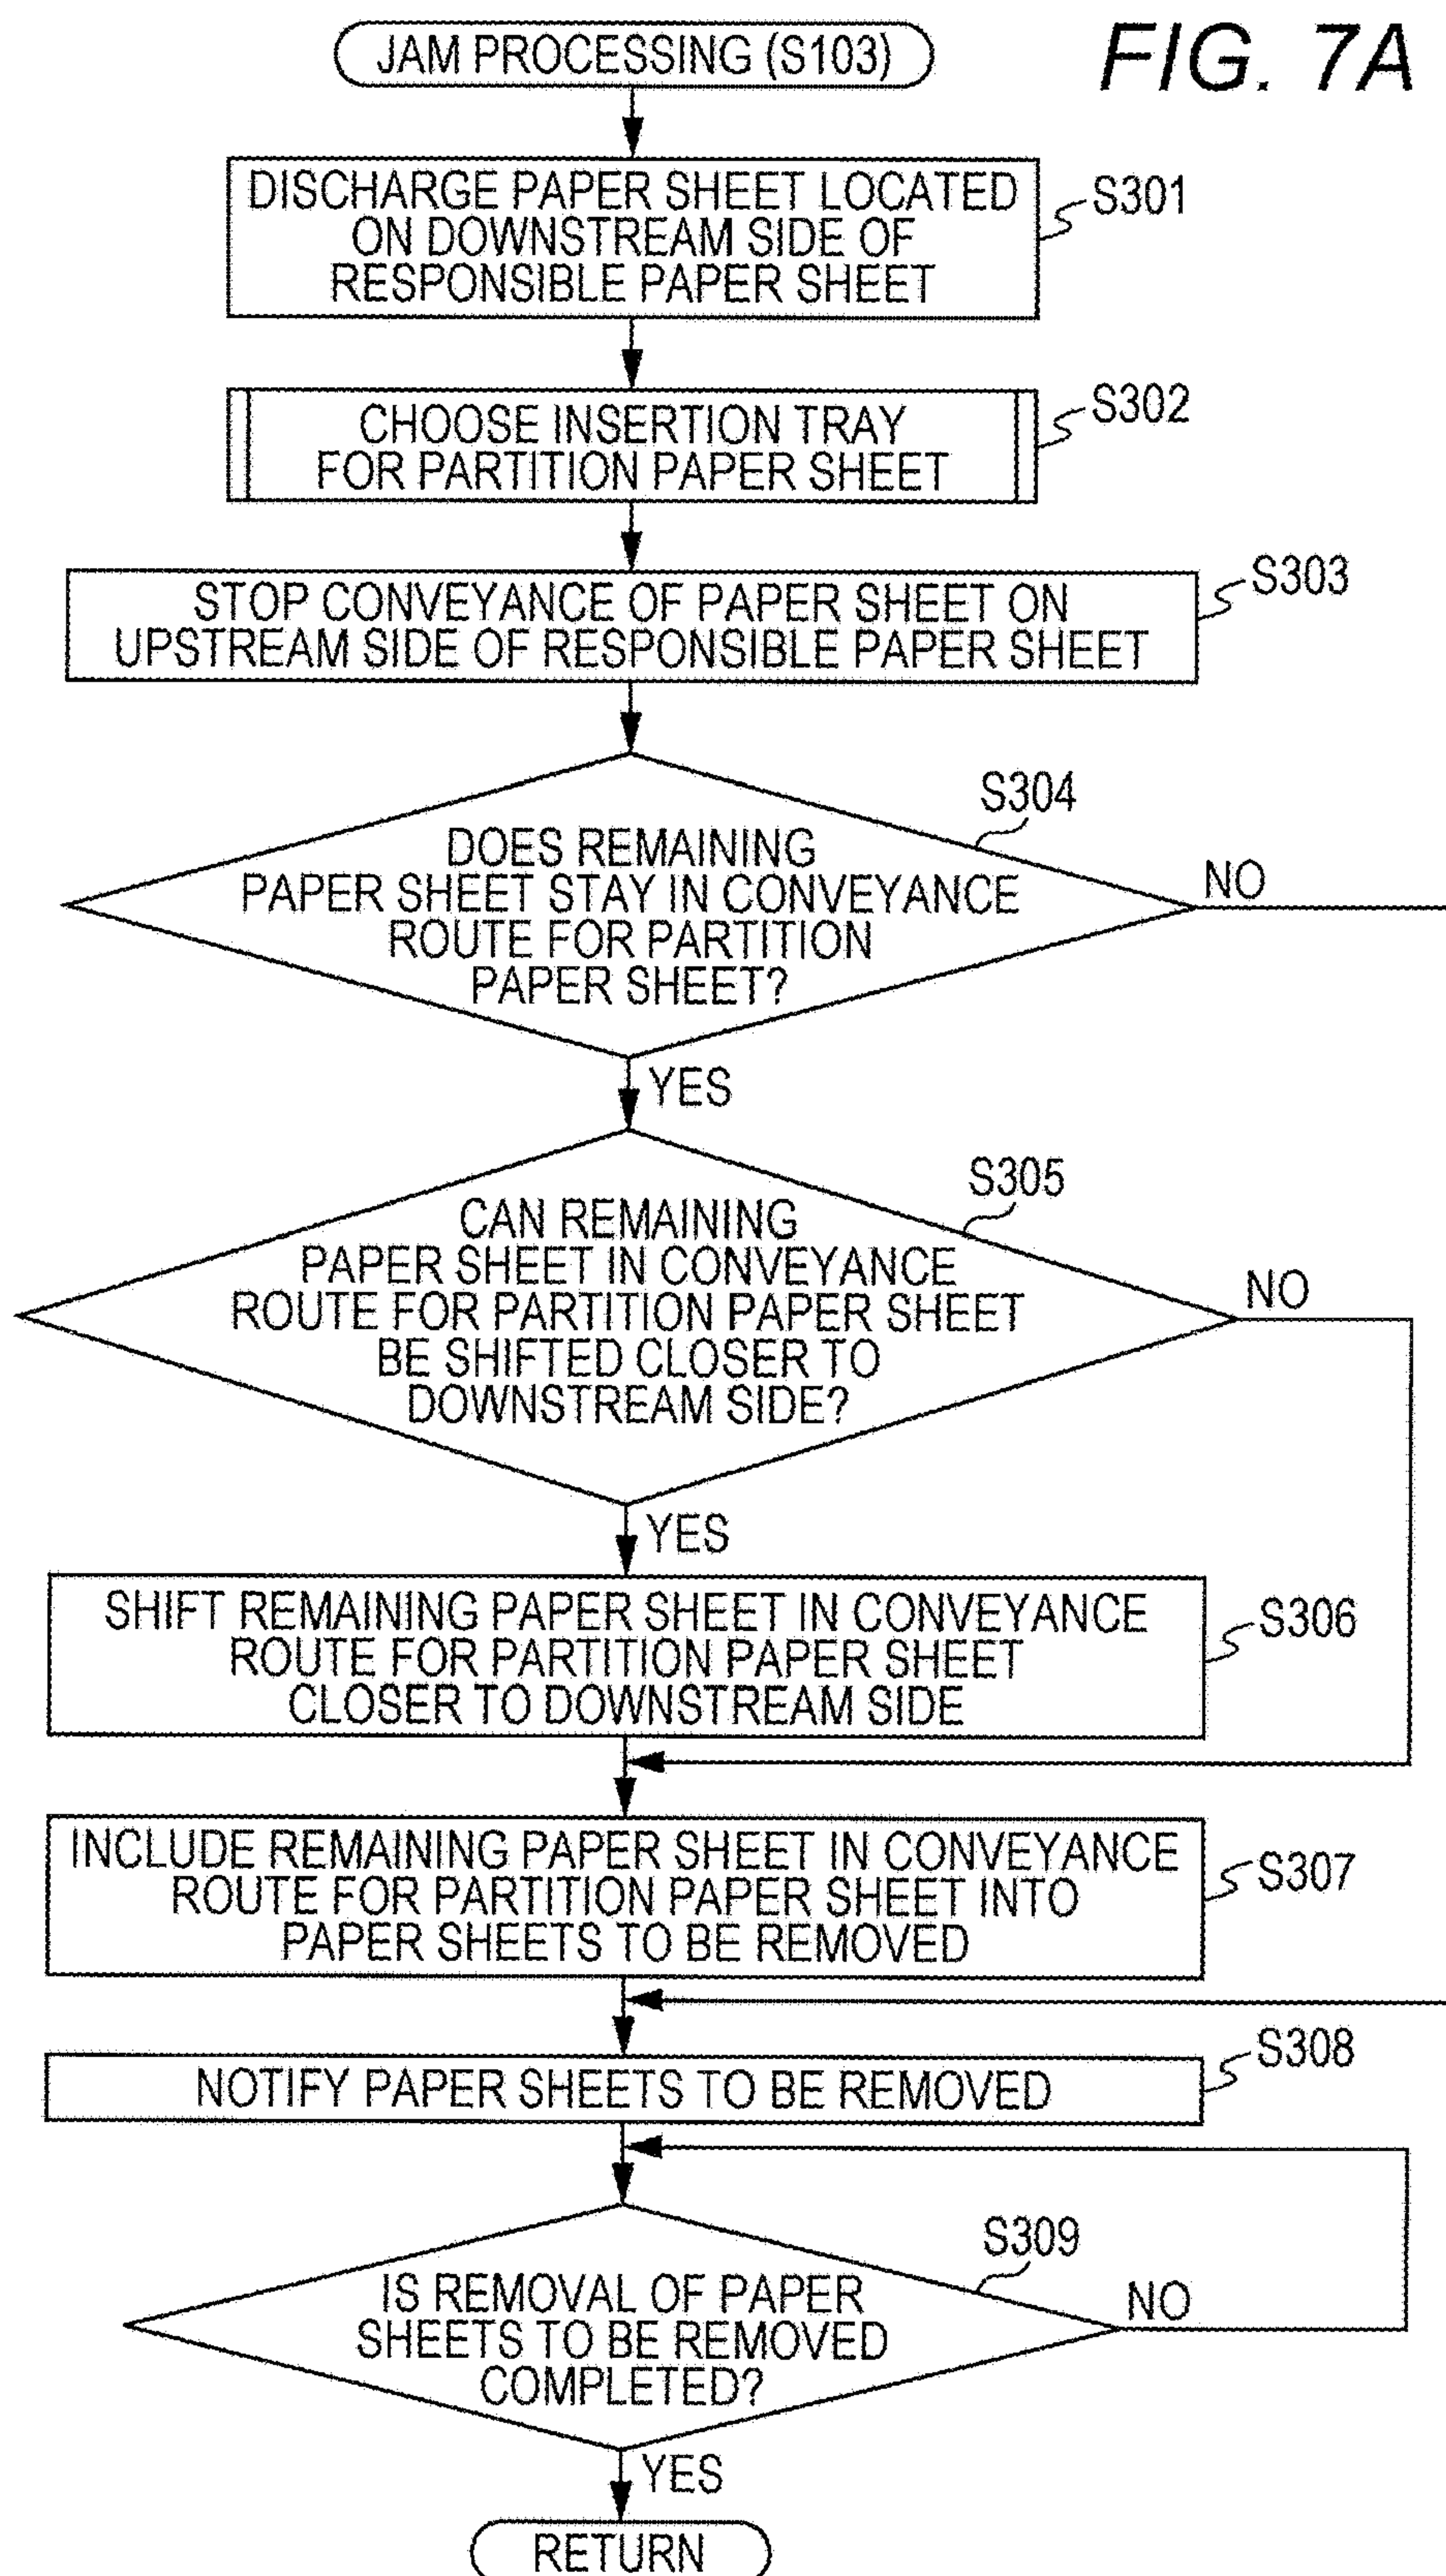 JAM PROCESSING (S103)
FIG. 7A
DISCHARGE PAPER SHEET LOCATED
ON DOWNSTREAM SIDE OF
RESPONSIBLE PAPER SHEET
S301
CHOOSE INSERTION TRAY
FOR PARTITION PAPER SHEET
S302
STOP CONVEYANCE OF PAPER SHEET ON
UPSTREAM SIDE OF RESPONSIBLE PAPER SHEET
S303
S304
DOES REMAINING
PAPER SHEET STAY IN CONVEYANCE
ROUTE FOR PARTITION
PAPER SHEET?
NO
YES
S305
CAN REMAINING
PAPER SHEET IN CONVEYANCE
ROUTE FOR PARTITION PAPER SHEET
BE SHIFTED CLOSER TO
DOWNSTREAM SIDE?
NO
YES
SHIFT REMAINING PAPER SHEET IN CONVEYANCE
ROUTE FOR PARTITION PAPER SHEET
CLOSER TO DOWNSTREAM SIDE
S306
INCLUDE REMAINING PAPER SHEET IN CONVEYANCE
ROUTE FOR PARTITION PAPER SHEET INTO
PAPER SHEETS TO BE REMOVED
S307
NOTIFY PAPER SHEETS TO BE REMOVED
S308
S309
IS REMOVAL OF PAPER
SHEETS TO BE REMOVED
COMPLETED?
NO
YES
RETURN